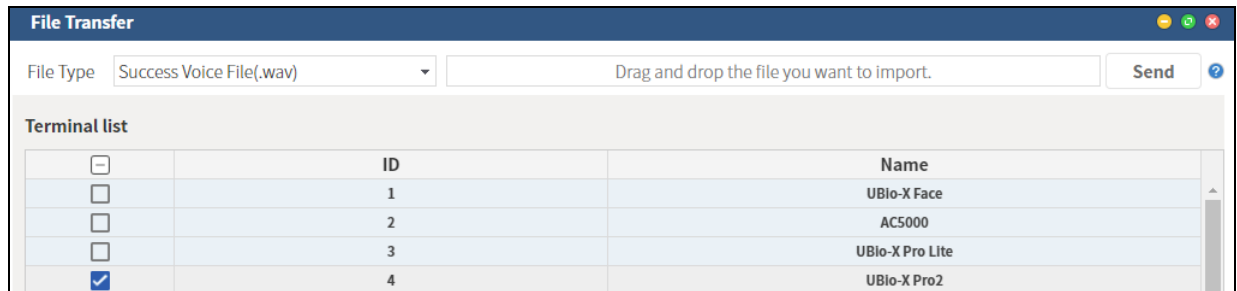 File Transfer
File Type Success Voice File(.wav) Drag and drop the file you want to import. Send ?
Terminal list
ID Name
1 UBio-X Face
2 AC5000
3 UBio-X Pro Lite
4 UBio-X Pro2